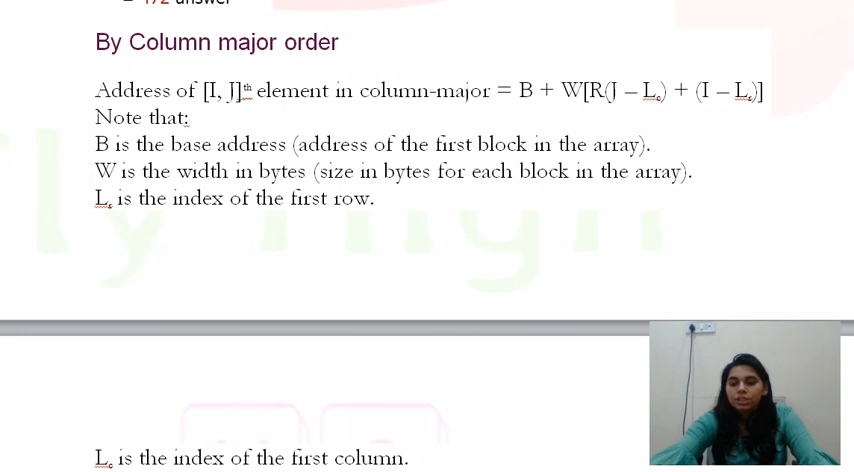 – 172 answer
By Column major order
Address of [I, J]th element in column-major = B + W[R(J – Lc) + (I – Lr)]
Note that:
B is the base address (address of the first block in the array).
W is the width in bytes (size in bytes for each block in the array).
Lr is the index of the first row.
Lc is the index of the first column.